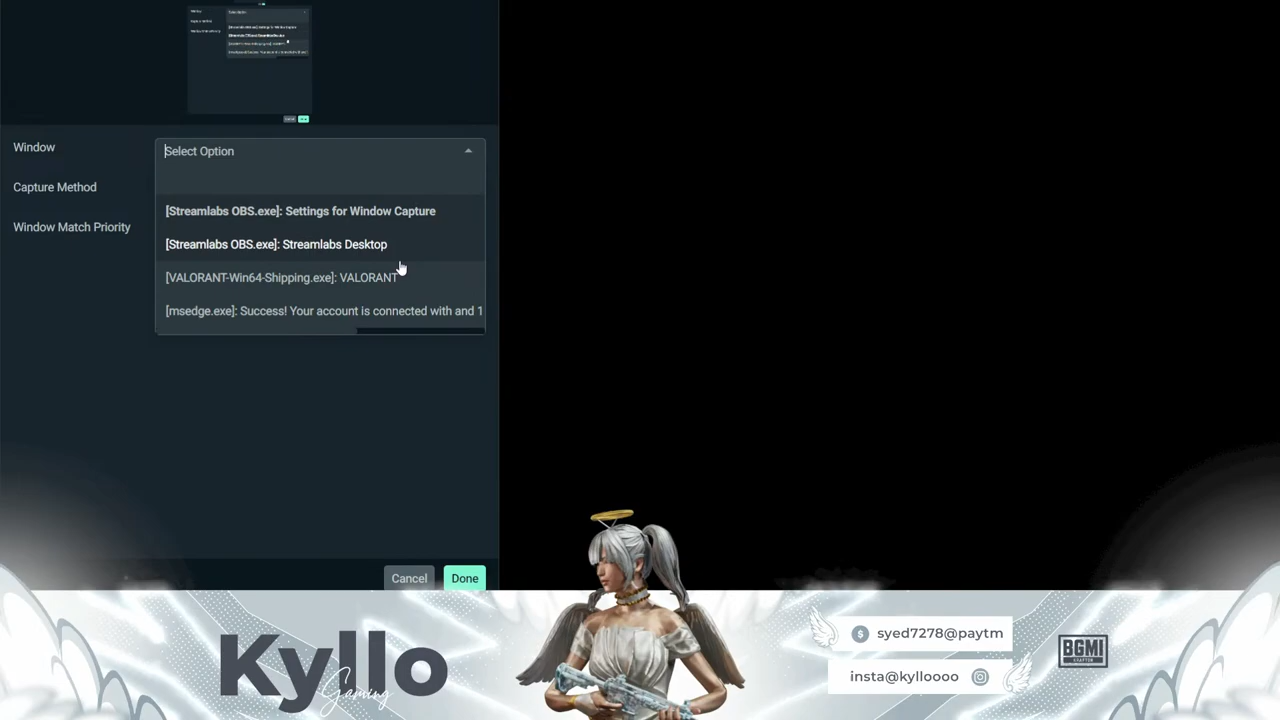 Window
Select Option
Capture Method
[Streamlabs OBS.exe]: Settings for Window Capture
Window Match Priority
[Streamlabs OBS.exe]: Streamlabs Desktop
[VALORANT-Win64-Shipping.exe]: VALORANT
[msedge.exe]: Success! Your account is connected with and 1
Cancel
Done
Kyllo
Gaming
syed7278@paytm
insta@kylloooo
BGMI